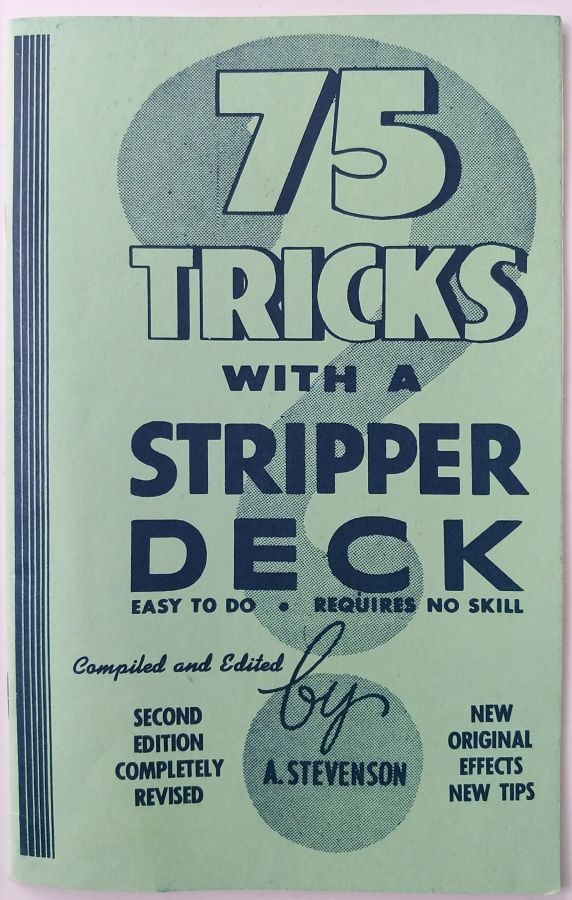 75
TRICKS
WITH A
STRIPPER
DECK
EASY TO DO • REQUIRES NO SKILL
Compiled and Edited
by
A. STEVENSON
SECOND
EDITION
COMPLETELY
REVISED
NEW
ORIGINAL
EFFECTS
NEW TIPS